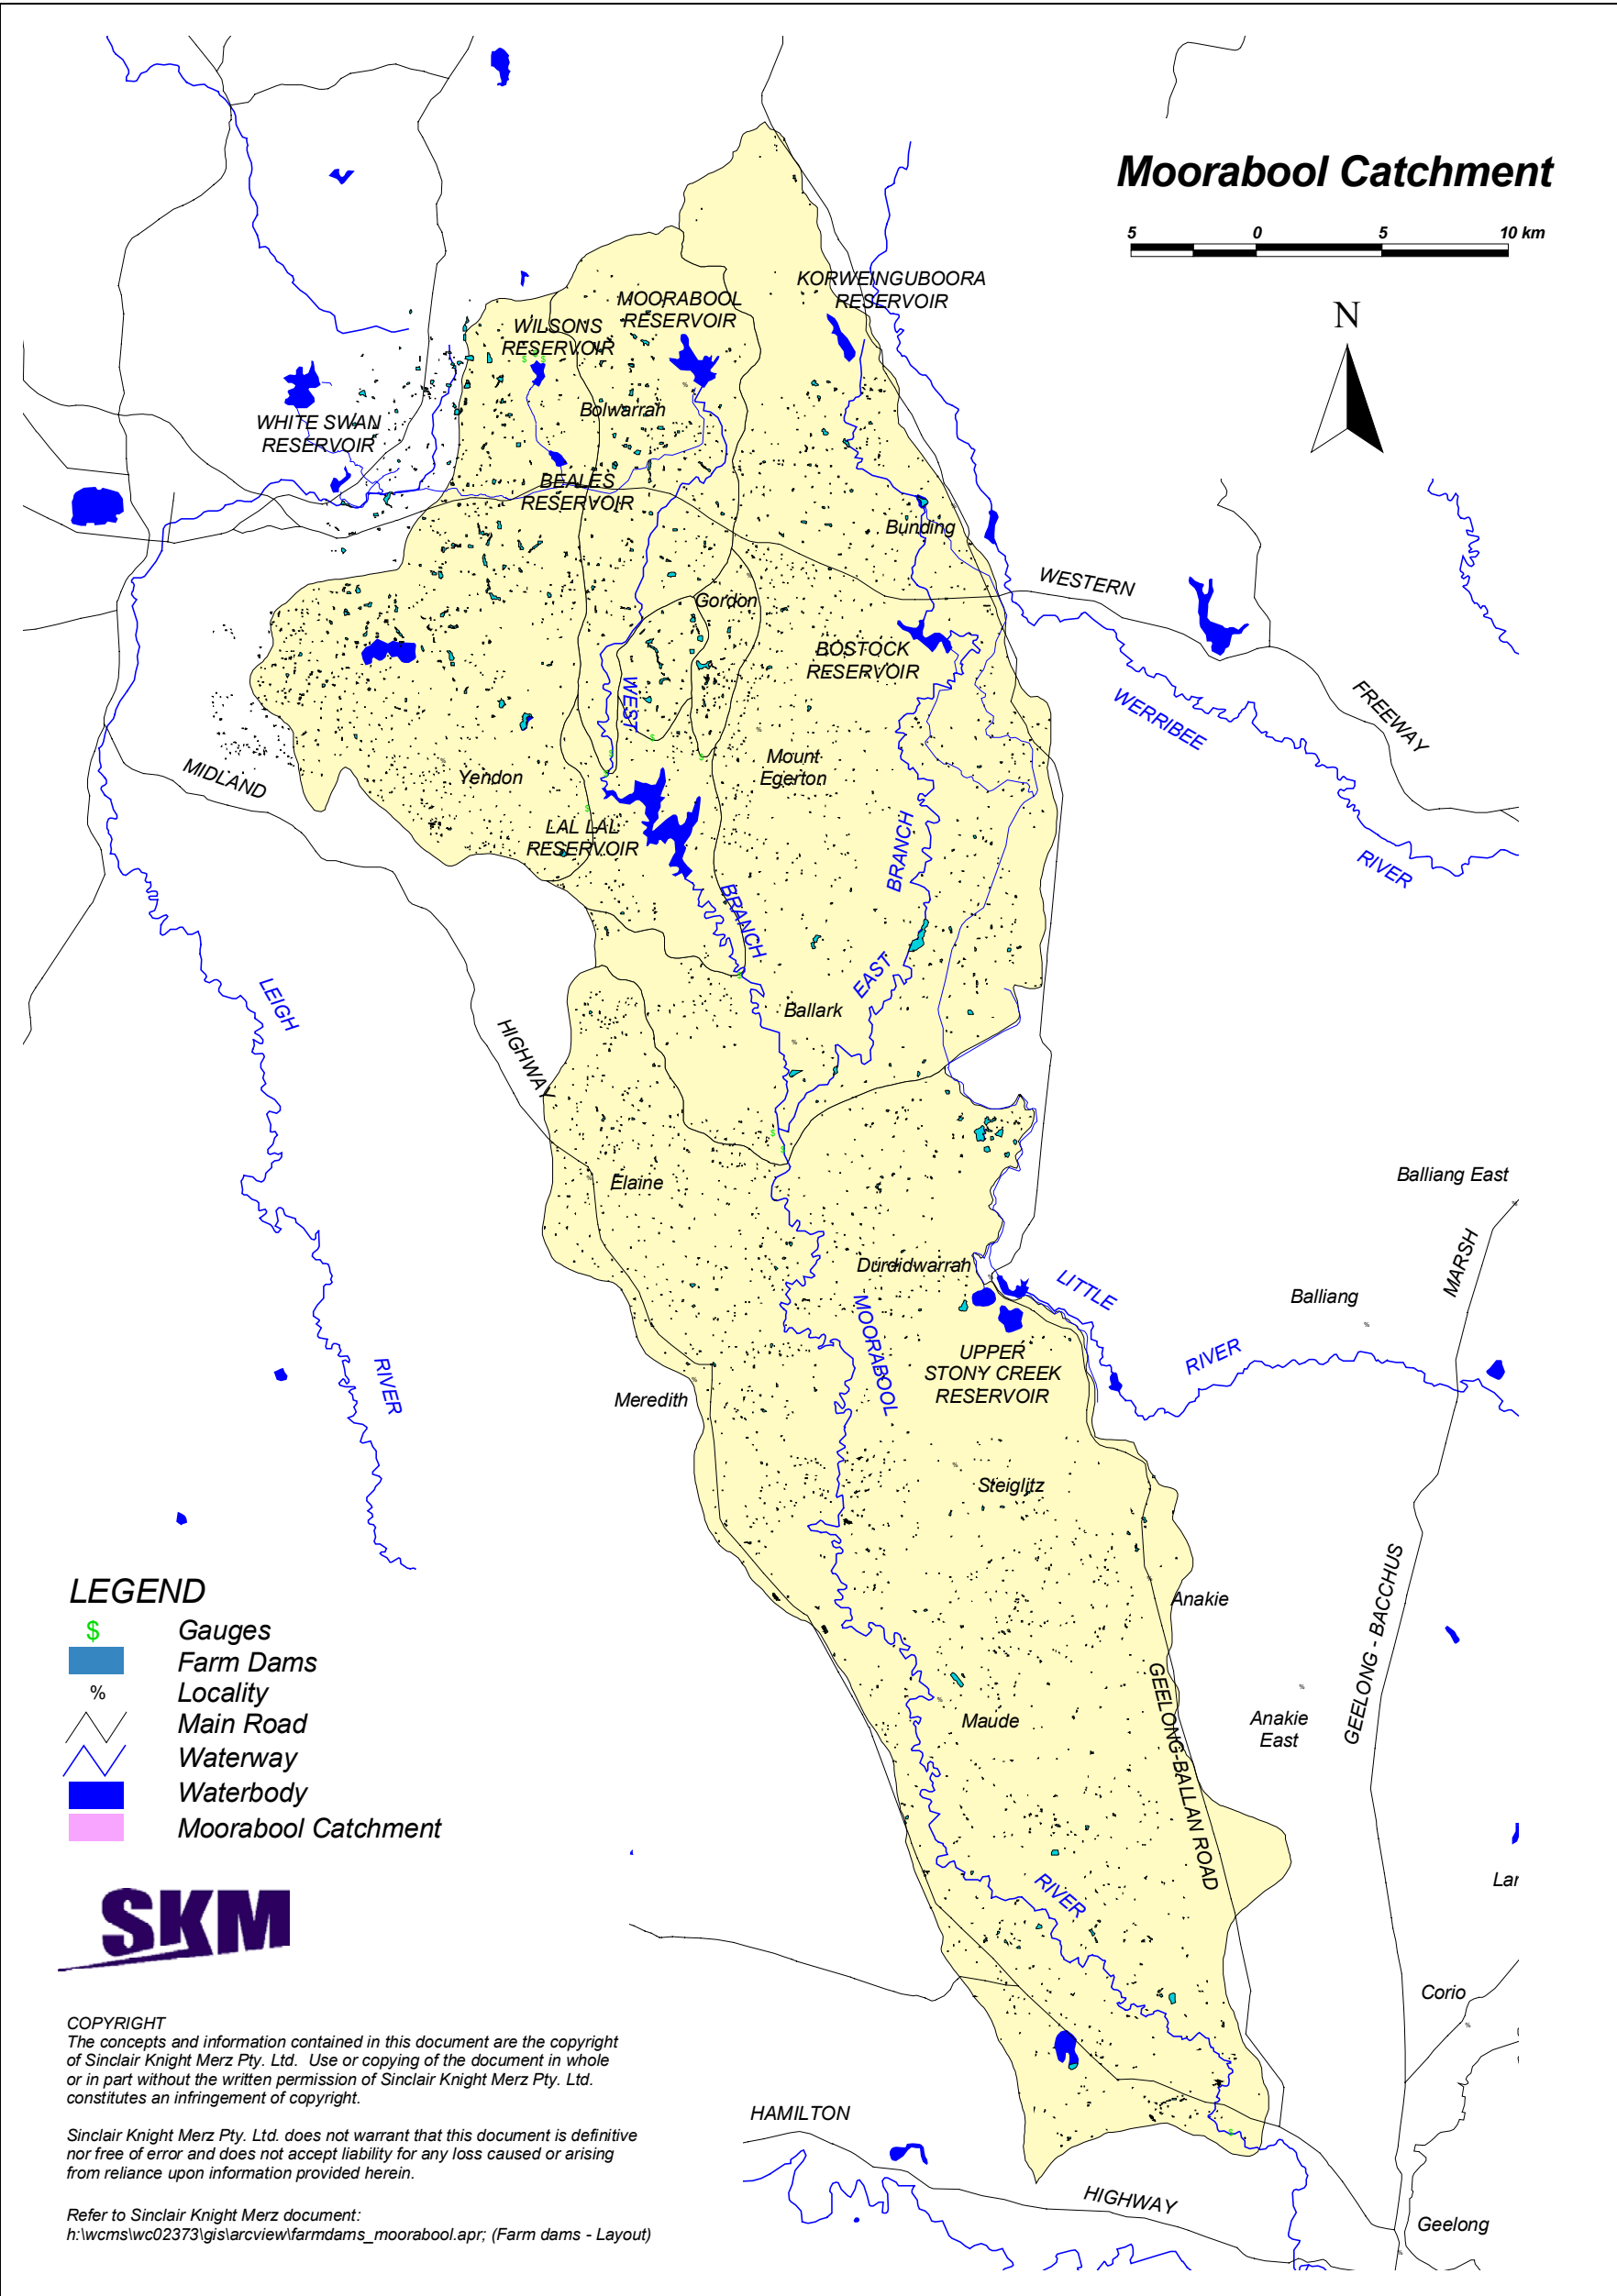 Moorabool Catchment
5 0 5 10 km
N
KORWEINGUBOORA
RESERVOIR
MOORABOOL
RESERVOIR
WILSONS
RESERVOIR
Bolwarrah
WHITE SWAN
RESERVOIR
BEALES
RESERVOIR
Bunding
WESTERN
Gordon
BOSTOCK
RESERVOIR
WEST
WERRIBEE
FREEWAY
Mount
Egerton
Yendon
MIDLAND
LAL LAL
RESERVOIR
BRANCH
RIVER
BRANCH
EAST
LEIGH
Ballark
HIGHWAY
Elaine
Balliang East
Durdidwarrah
MARSH
LITTLE
Balliang
MOORABOOL
UPPER
STONY CREEK
RESERVOIR
RIVER
RIVER
Meredith
Steiglitz
Anakie
GEELONG - BACCHUS
GEELONG-BALLAN ROAD
Maude
Anakie
East
RIVER
Lar
Corio
HAMILTON
HIGHWAY
Geelong
LEGEND
$ Gauges
Farm Dams
% Locality
Main Road
Waterway
Waterbody
Moorabool Catchment
SKM
COPYRIGHT
The concepts and information contained in this document are the copyright
of Sinclair Knight Merz Pty. Ltd. Use or copying of the document in whole
or in part without the written permission of Sinclair Knight Merz Pty. Ltd.
constitutes an infringement of copyright.
Sinclair Knight Merz Pty. Ltd. does not warrant that this document is definitive
nor free of error and does not accept liability for any loss caused or arising
from reliance upon information provided herein.
Refer to Sinclair Knight Merz document:
h:\wcms\wc02373\gis\arcview\farmdams_moorabool.apr; (Farm dams - Layout)